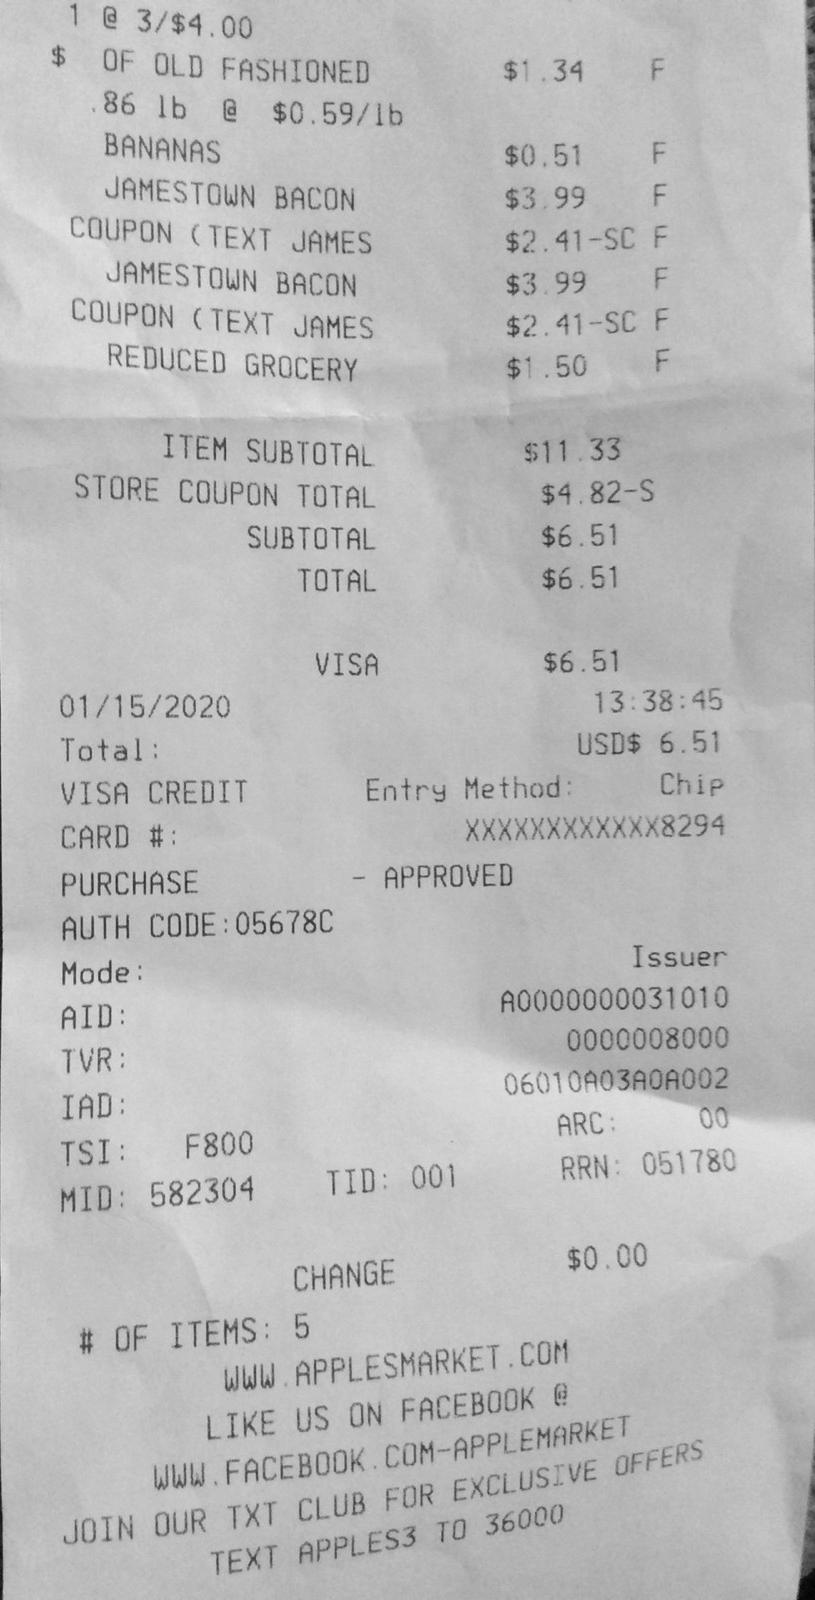 1 @ 3/$4.00
$ OF OLD FASHIONED $1.34 F
.86 lb @ $0.59/lb
BANANAS $0.51 F
JAMESTOWN BACON $3.99 F
COUPON (TEXT JAMES $2.41-SC F
JAMESTOWN BACON $3.99 F
COUPON (TEXT JAMES $2.41-SC F
REDUCED GROCERY $1.50 F
ITEM SUBTOTAL $11.33
STORE COUPON TOTAL $4.82-S
SUBTOTAL $6.51
TOTAL $6.51
VISA $6.51
01/15/2020 13:38:45
Total: USD$ 6.51
VISA CREDIT Entry Method: Chip
CARD #: XXXXXXXXXXXX8294
PURCHASE - APPROVED
AUTH CODE:05678C
Mode: Issuer
AID: A0000000031010
TVR: 0000008000
IAD: 06010A03A0A002
TSI: F800 ARC: 00
MID: 582304 TID: 001 RRN: 051780
CHANGE $0.00
# OF ITEMS: 5
WWW.APPLESMARKET.COM
LIKE US ON FACEBOOK @
WWW.FACEBOOK.COM-APPLEMARKET
JOIN OUR TXT CLUB FOR EXCLUSIVE OFFERS
TEXT APPLES3 TO 36000